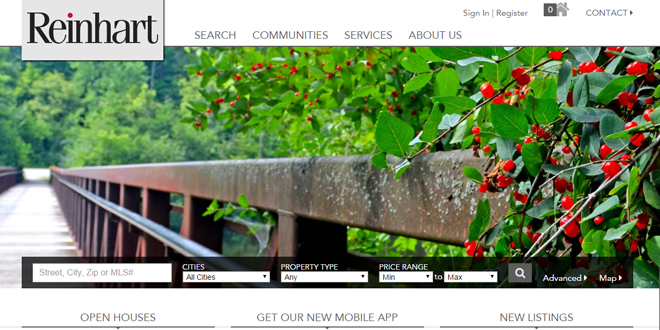 Reinhart
Sign In | Register
0
CONTACT
SEARCH COMMUNITIES SERVICES ABOUT US
Street, City, Zip or MLS#
CITIES
All Cities
PROPERTY TYPE
Any
PRICE RANGE
Min to Max
Advanced
Map
OPEN HOUSES
GET OUR NEW MOBILE APP
NEW LISTINGS